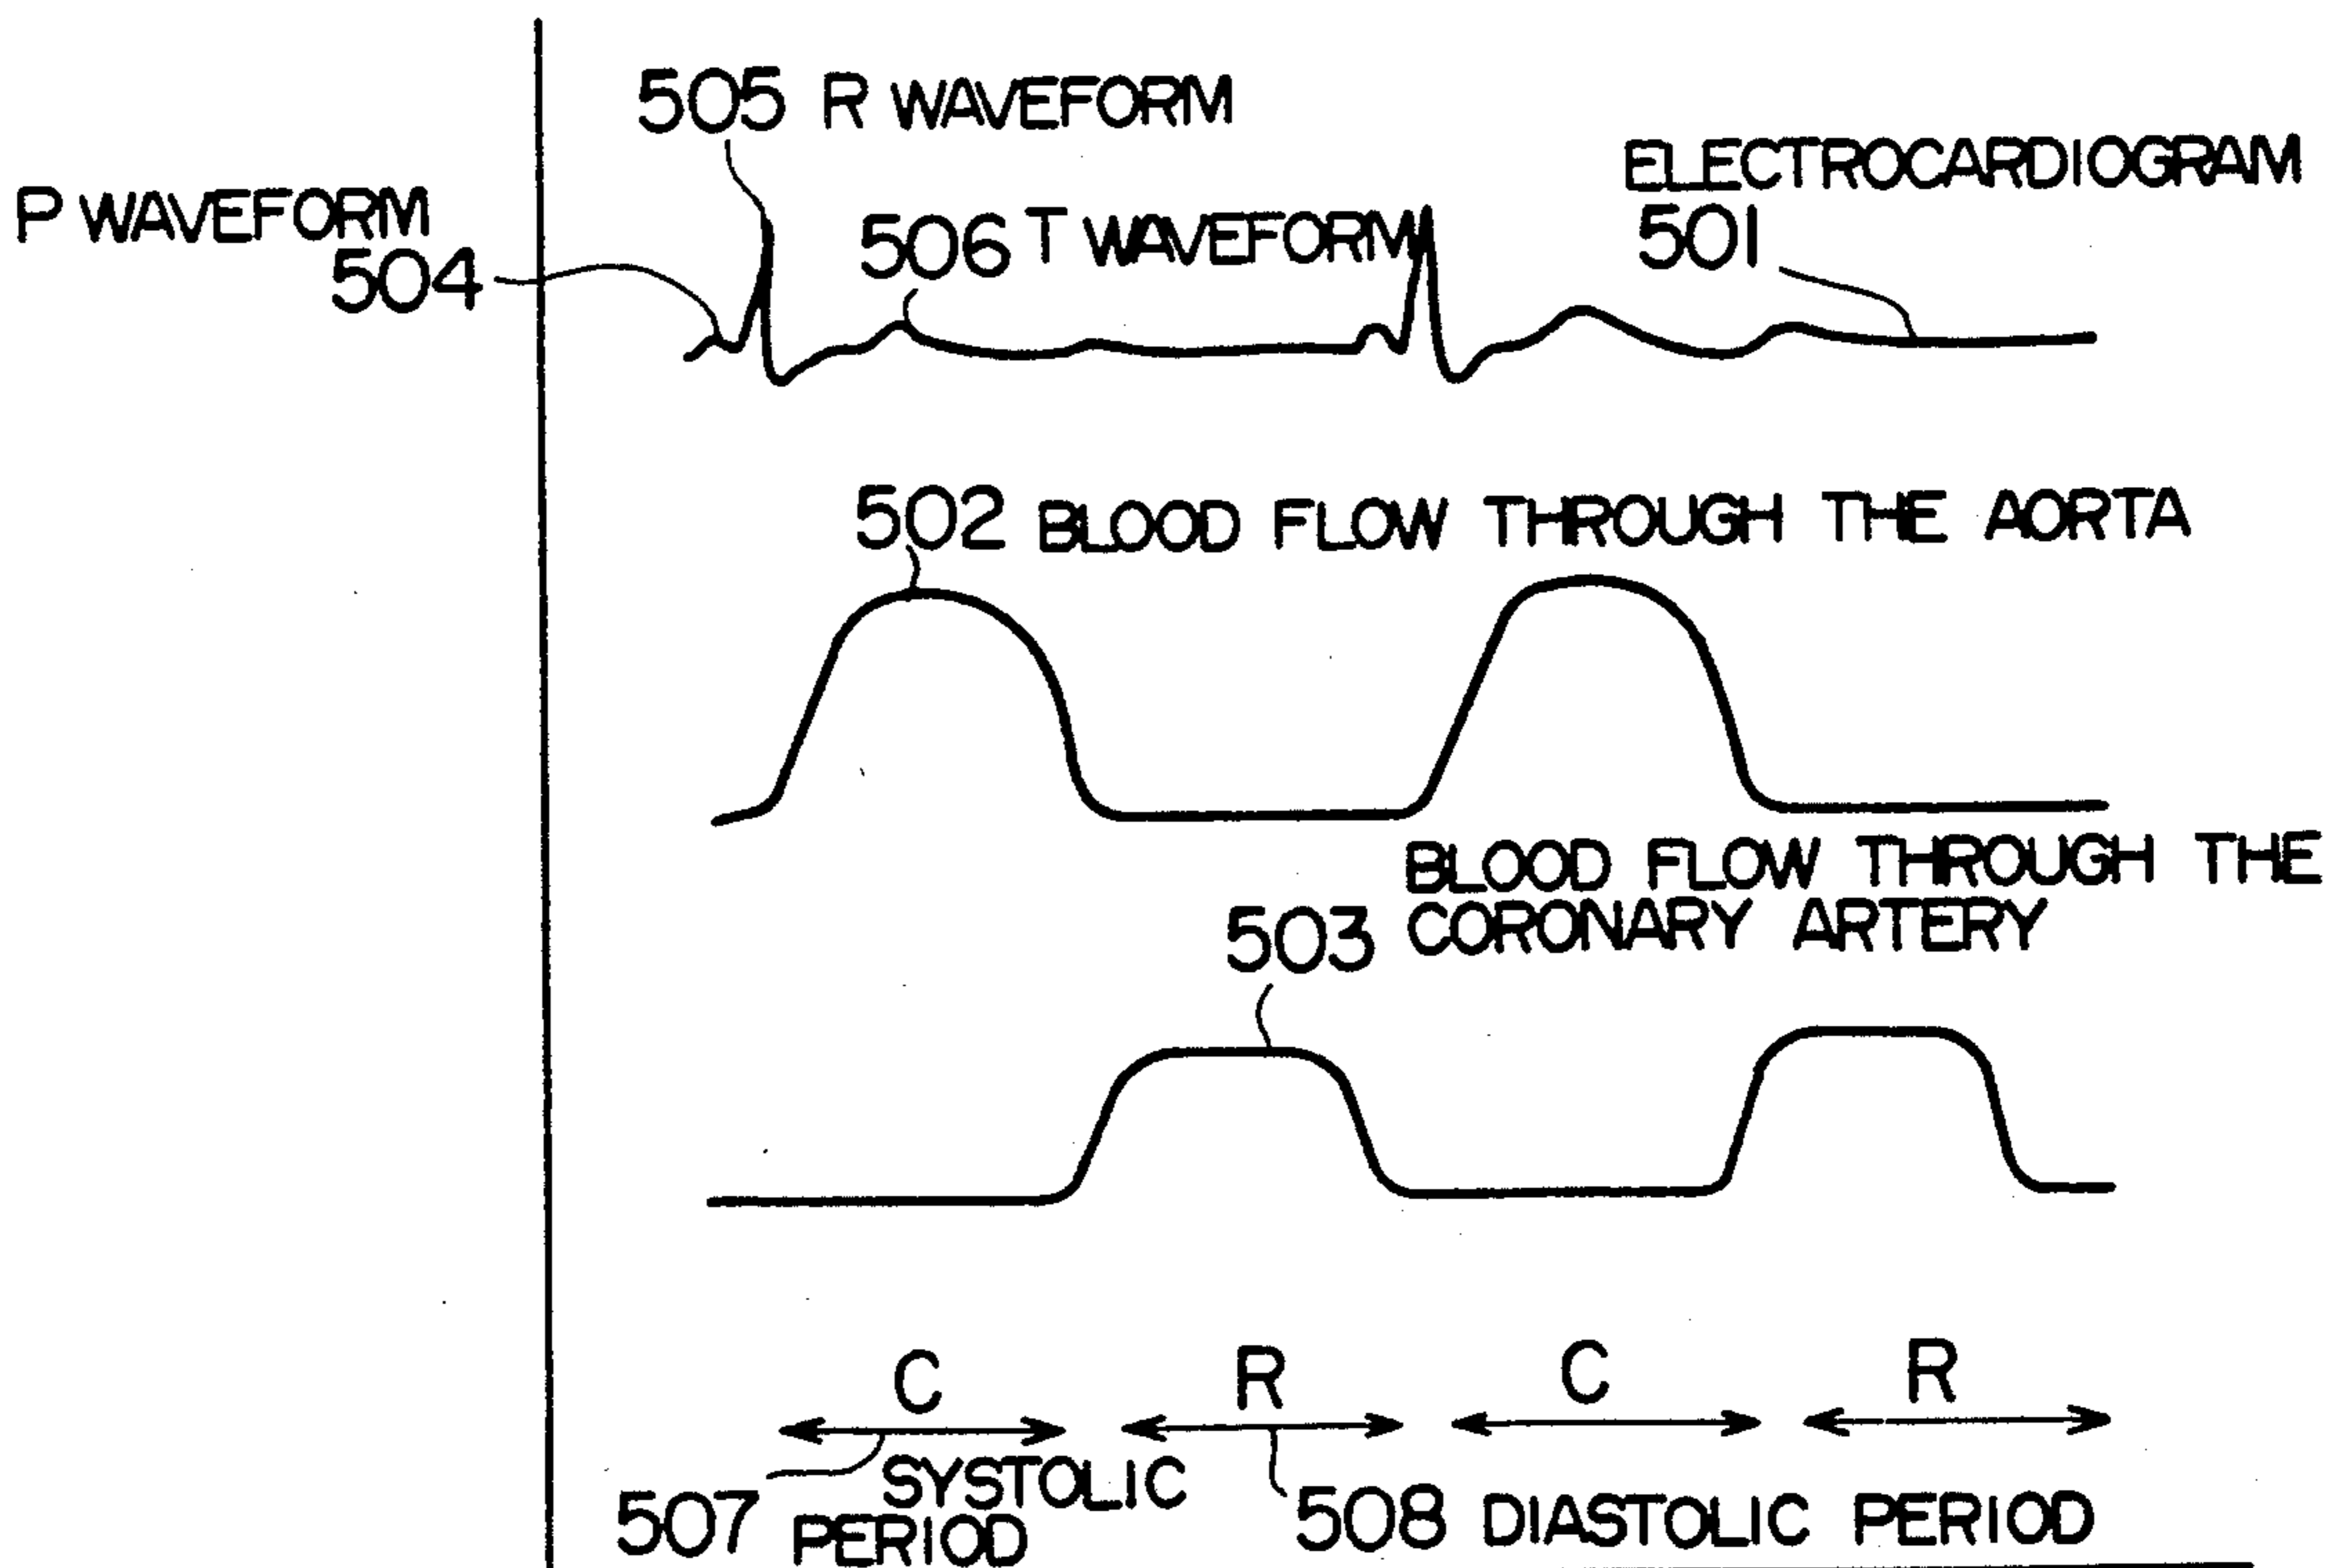 505 R WAVEFORM
ELECTROCARDIOGRAM
501
P WAVEFORM
504
506 T WAVEFORM
502 BLOOD FLOW THROUGH THE AORTA
BLOOD FLOW THROUGH THE
CORONARY ARTERY
503
C R C R
SYSTOLIC
507 PERIOD
508 DIASTOLIC PERIOD